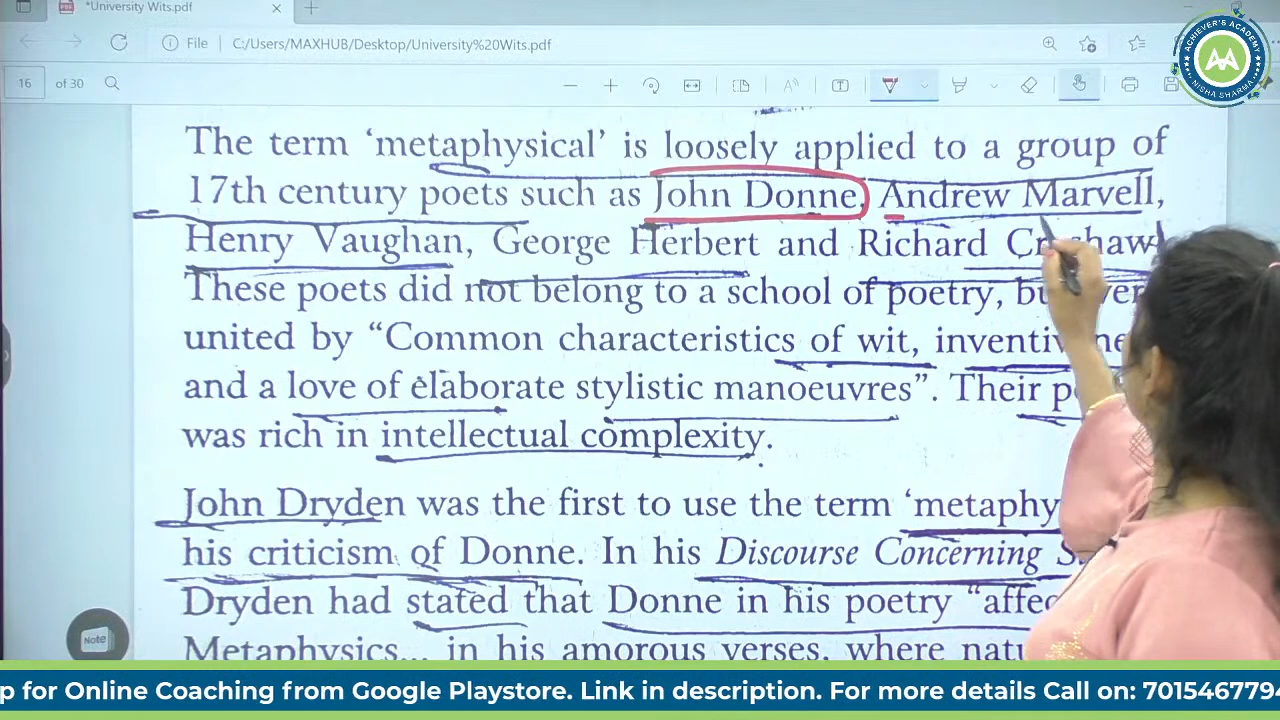 *University Wits.pdf
File C:/Users/MAXHUB/Desktop/University%20Wits.pdf
16 of 30
ACHIEVER'S ACADEMY
NISHA SHARMA
The term ‘metaphysical’ is loosely applied to a group of
17th century poets such as John Donne, Andrew Marvell,
Henry Vaughan, George Herbert and Richard
These poets did not belong to a school of poetry,
united by “Common characteristics of wit,
and a love of elaborate stylistic manoeuvres”. Their
was rich in intellectual complexity.
John Dryden was the first to use the term
his criticism of Donne. In his Discourse Concerning
Dryden had stated that Donne in his poetry
Metaphysics... in his amorous verses, where
Note
p for Online Coaching from Google Playstore. Link in description. For more details Call on: 701546779